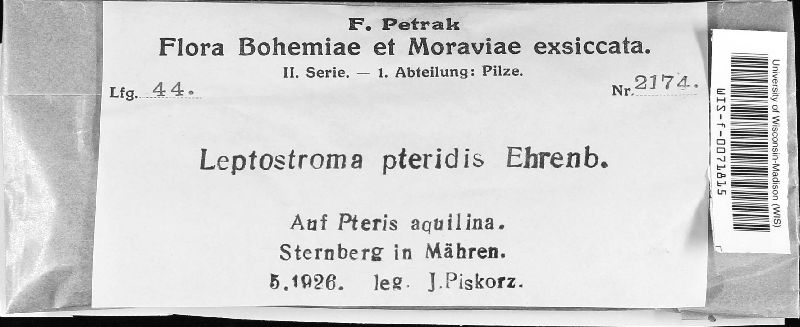 F. Petrak
Flora Bohemiae et Moraviae exsiccata.
II. Serie. — 1. Abteilung: Pilze.
Lfg. 44.
Nr. 2174.
Leptostroma pteridis Ehrenb.
Auf Pteris aquilina.
Sternberg in Mähren.
5.1926. leg. J.Piskorz.
University of Wisconsin-Madison (WIS)
WIS-f-0071815